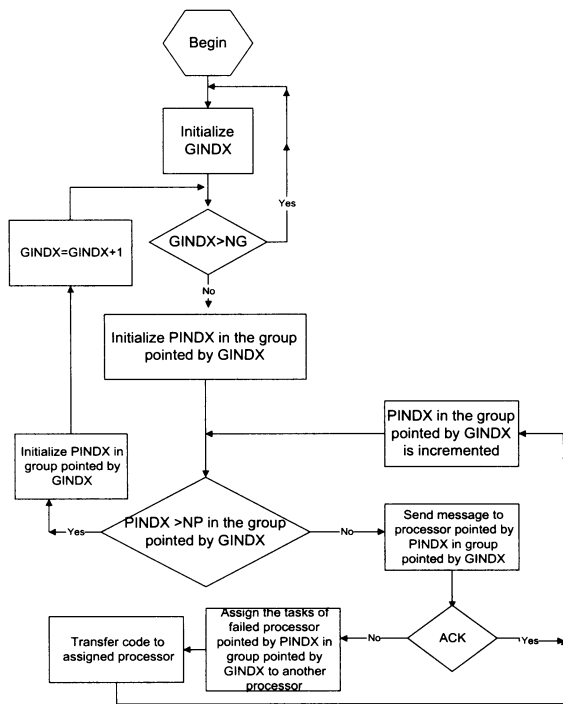 Begin
Initialize
GINDX
Yes
GINDX=GINDX+1
GINDX>NG
No
Initialize PINDX in the group
pointed by GINDX
PINDX in the group
pointed by GINDX
is incremented
Initialize PINDX in
group pointed by
GINDX
Yes
PINDX >NP in the group
pointed by GINDX
No
Send message to
processor pointed by
PINDX in group
pointed by GINDX
Transfer code to
assigned processor
Assign the tasks of
failed processor
pointed by PINDX in
group pointed by
GINDX to another
processor
No
ACK
Yes